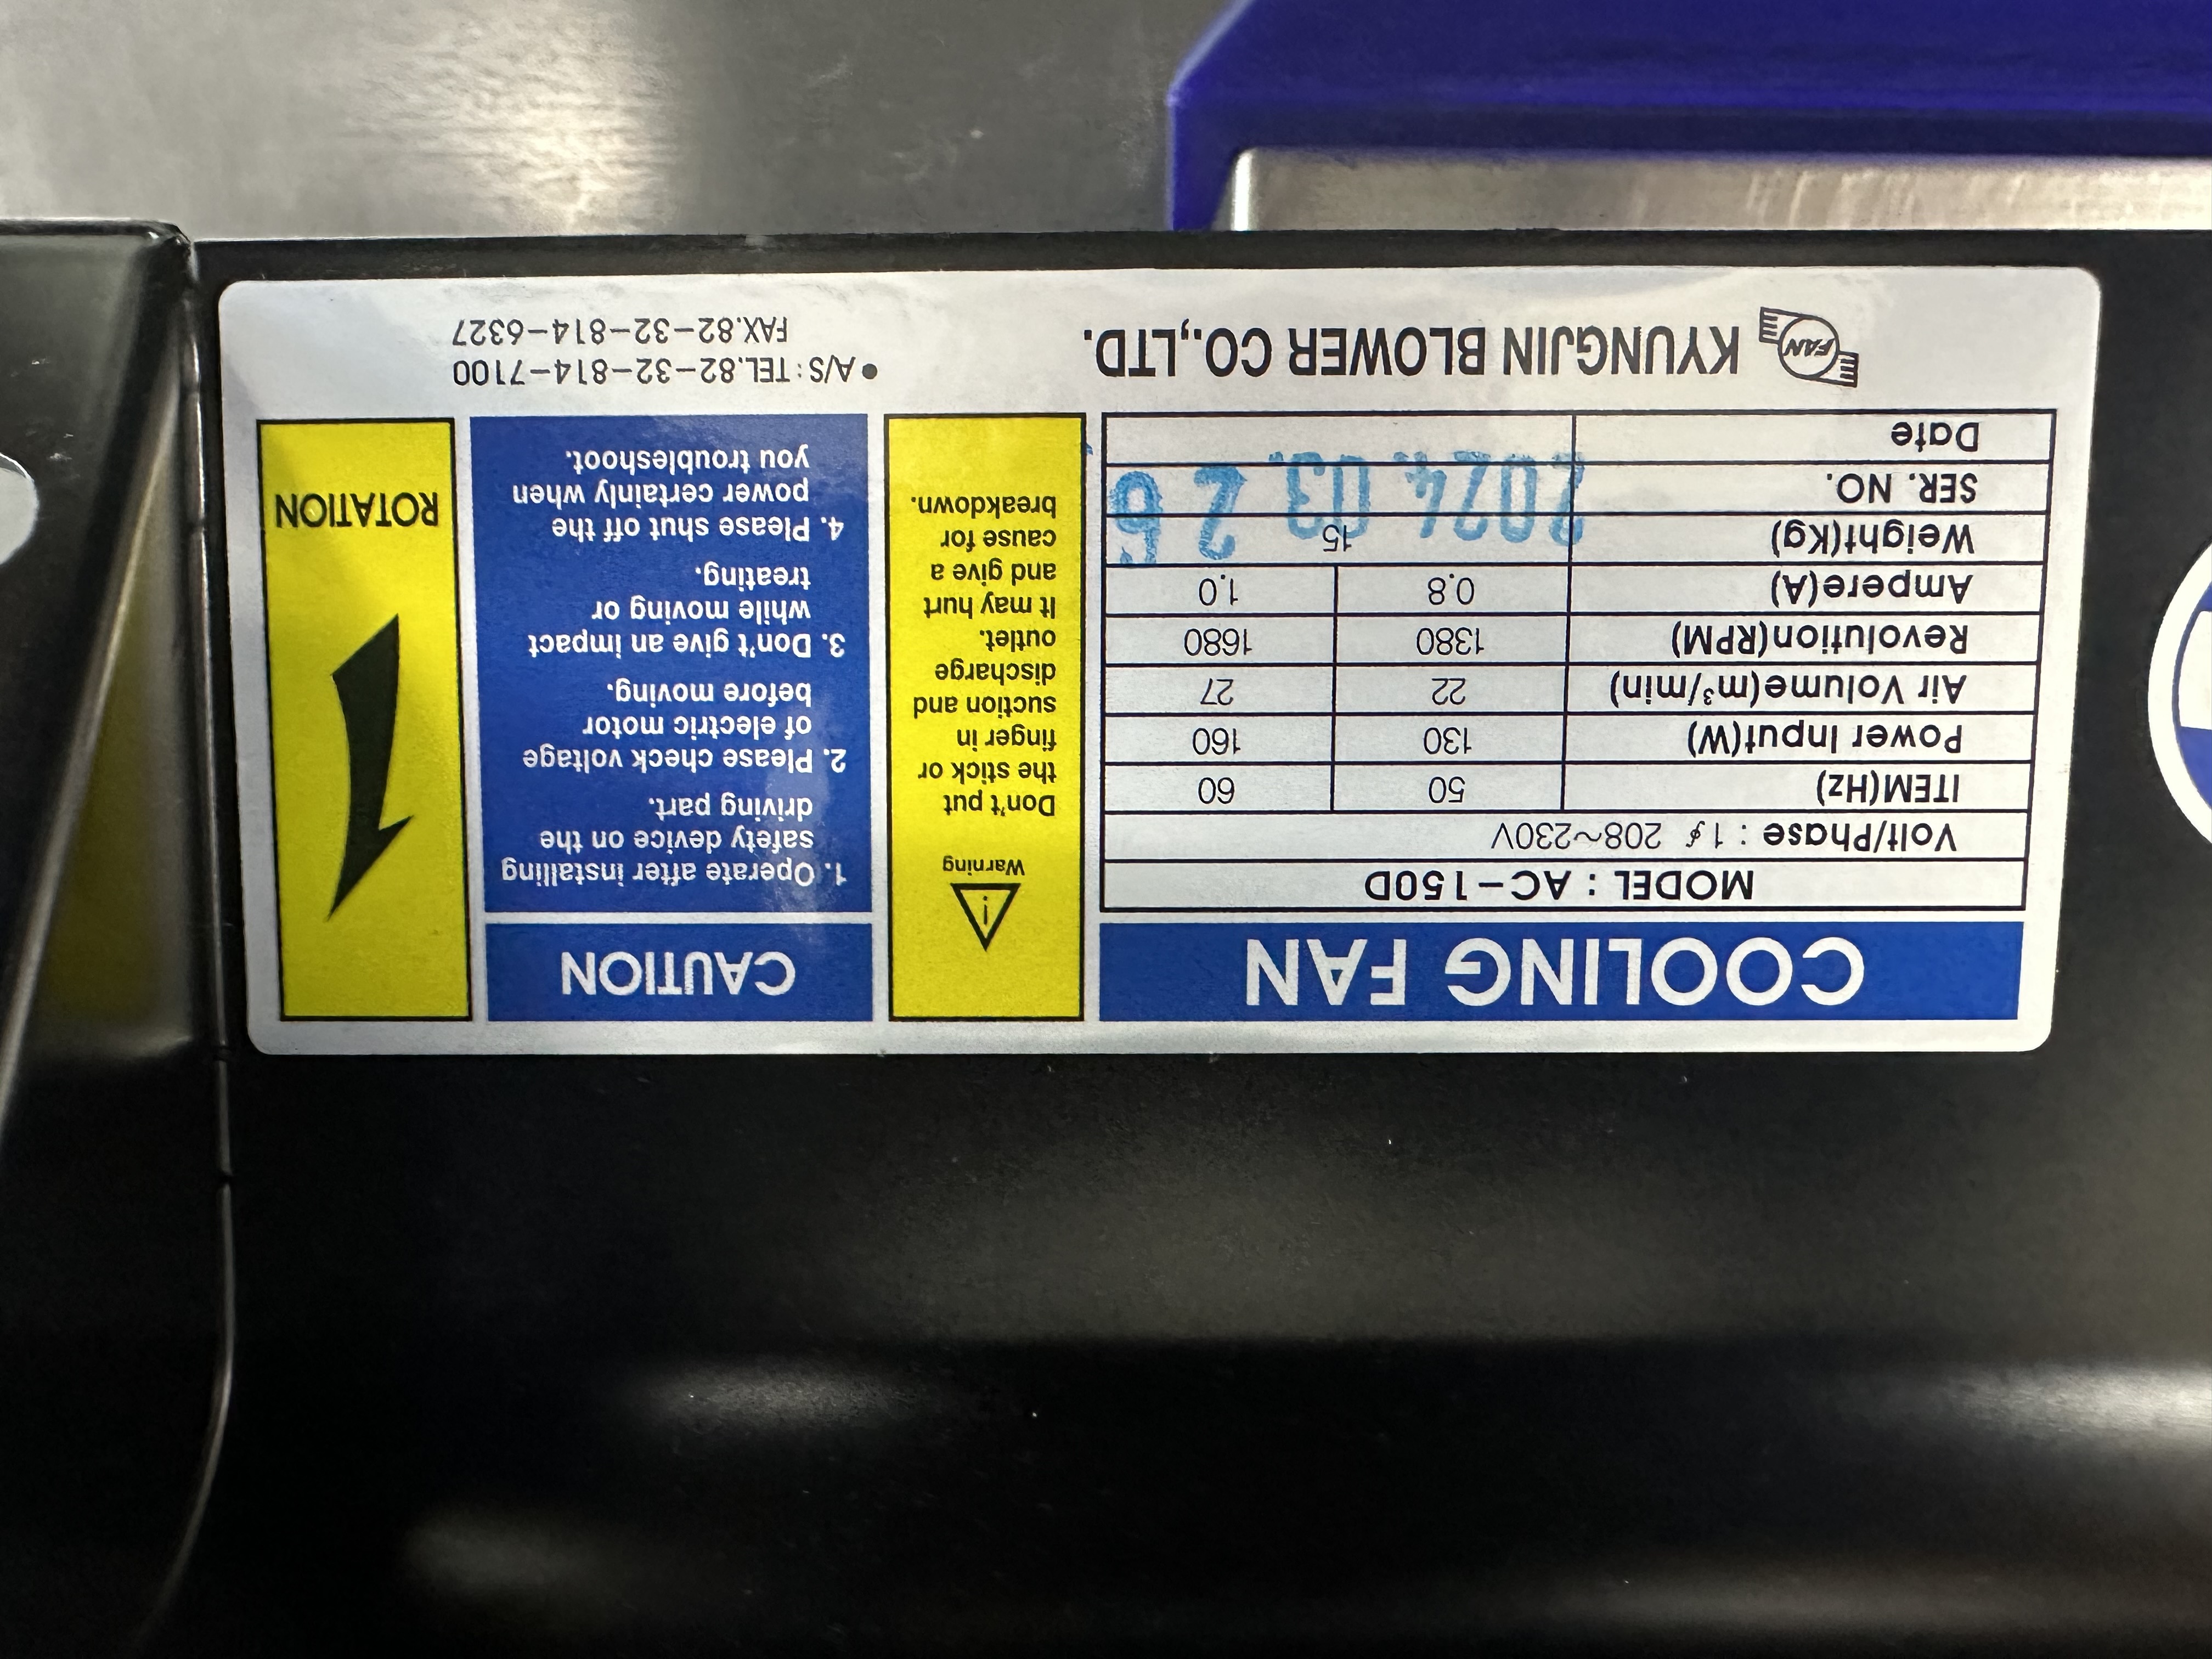 COOLING FAN
MODEL : AC-150D
Volt/Phase : 1∮ 208~230V
ITEM(Hz) 50 60
Power Input(W) 130 160
Air Volume(m³/min) 22 27
Revolution(RPM) 1380 1680
Ampere(A) 0.8 1.0
Weight(Kg) 15
SER. NO.
2024. 03. 26
Date
KYUNGJIN BLOWER CO.,LTD.
FAN
Warning
Don't put
the stick or
finger in
suction and
discharge
outlet.
It may hurt
and give a
cause for
breakdown.
CAUTION
1. Operate after installing
safety device on the
driving part.
2. Please check voltage
of electric motor
before moving.
3. Don't give an impact
while moving or
treating.
4. Please shut off the
power certainly when
you troubleshoot.
ROTATION
●A/S : TEL.82-32-814-7100
FAX.82-32-814-6327